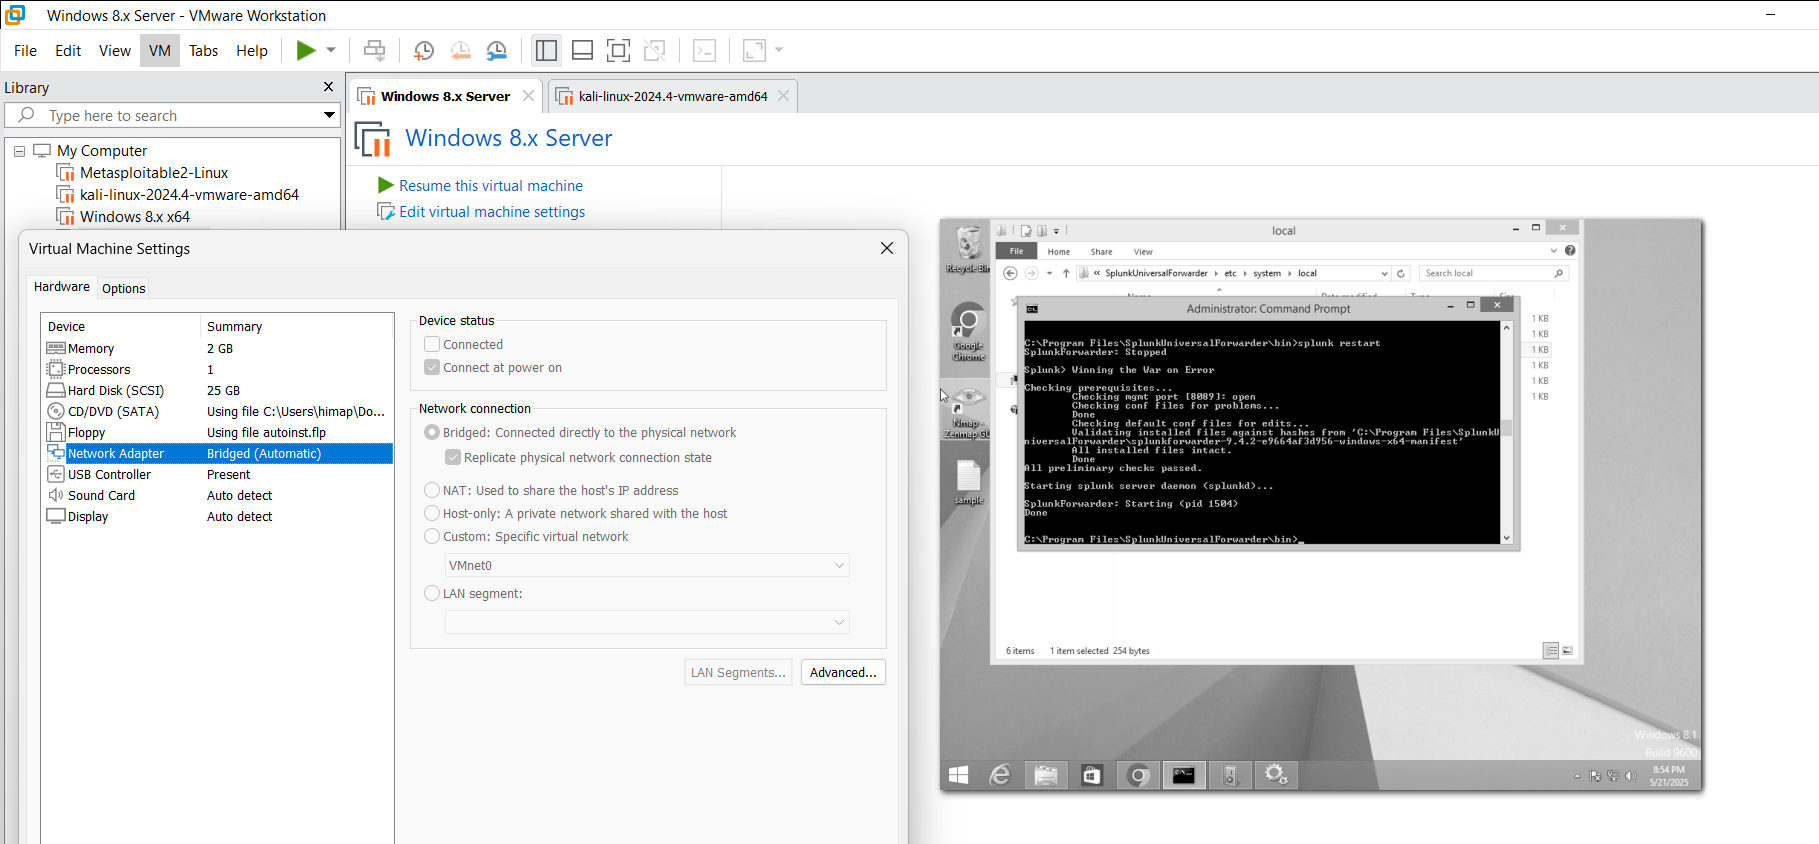 Windows 8.x Server - VMware Workstation
File Edit View VM Tabs Help
Library
Type here to search
My Computer
Metasploitable2-Linux
kali-linux-2024.4-vmware-amd64
Windows 8.x x64
Windows 8.x Server
kali-linux-2024.4-vmware-amd64
Windows 8.x Server
Resume this virtual machine
Edit virtual machine settings
Virtual Machine Settings
Hardware Options
Device Summary
Memory 2 GB
Processors 1
Hard Disk (SCSI) 25 GB
CD/DVD (SATA) Using file C:\Users\himap\Do...
Floppy Using file autoinst.flp
Network Adapter Bridged (Automatic)
USB Controller Present
Sound Card Auto detect
Display Auto detect
Device status
Connected
Connect at power on
Network connection
Bridged: Connected directly to the physical network
Replicate physical network connection state
NAT: Used to share the host's IP address
Host-only: A private network shared with the host
Custom: Specific virtual network
VMnet0
LAN segment:
LAN Segments... Advanced...
Recycle Bin
Google
Chrome
Nmap -
Zenmap GUI
sample
local
File Home Share View
« SplunkUniversalForwarder etc system local
Search local
1 KB
1 KB
1 KB
1 KB
1 KB
1 KB
Administrator: Command Prompt
C:\Program Files\SplunkUniversalForwarder\bin>splunk restart
SplunkForwarder: Stopped
Splunk> Winning the War on Error
Checking prerequisites...
Checking mgmt port [8089]: open
Checking conf files for problems...
Done
Checking default conf files for edits...
Validating installed files against hashes from 'C:\Program Files\SplunkU
niversalForwarder\splunkforwarder-9.4.2-e9664af3d956-windows-x64-manifest'
All installed files intact.
Done
All preliminary checks passed.
Starting splunk server daemon (splunkd)...
SplunkForwarder: Starting (pid 1504)
Done
C:\Program Files\SplunkUniversalForwarder\bin>_
6 items 1 item selected 254 bytes
Windows 8.1
Build 9600
8:54 PM
5/21/2025